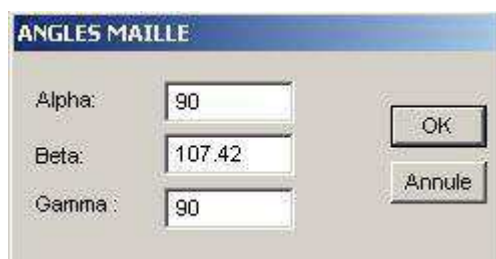 ANGLES MAILLE
Alpha: 90
OK
Beta: 107.42
Annule
Gamma : 90